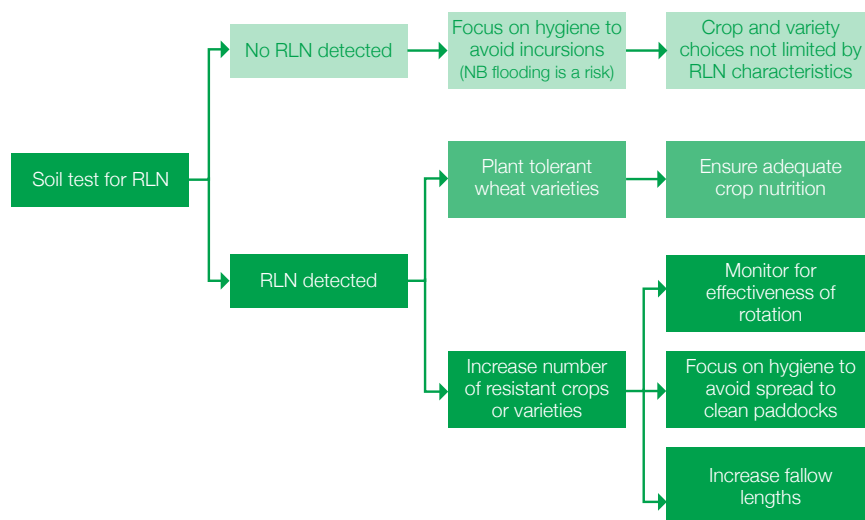 Soil test for RLN
No RLN detected
Focus on hygiene to
avoid incursions
(NB flooding is a risk)
Crop and variety
choices not limited by
RLN characteristics
RLN detected
Plant tolerant
wheat varieties
Ensure adequate
crop nutrition
Increase number
of resistant crops
or varieties
Monitor for
effectiveness of
rotation
Focus on hygiene to
avoid spread to
clean paddocks
Increase fallow
lengths